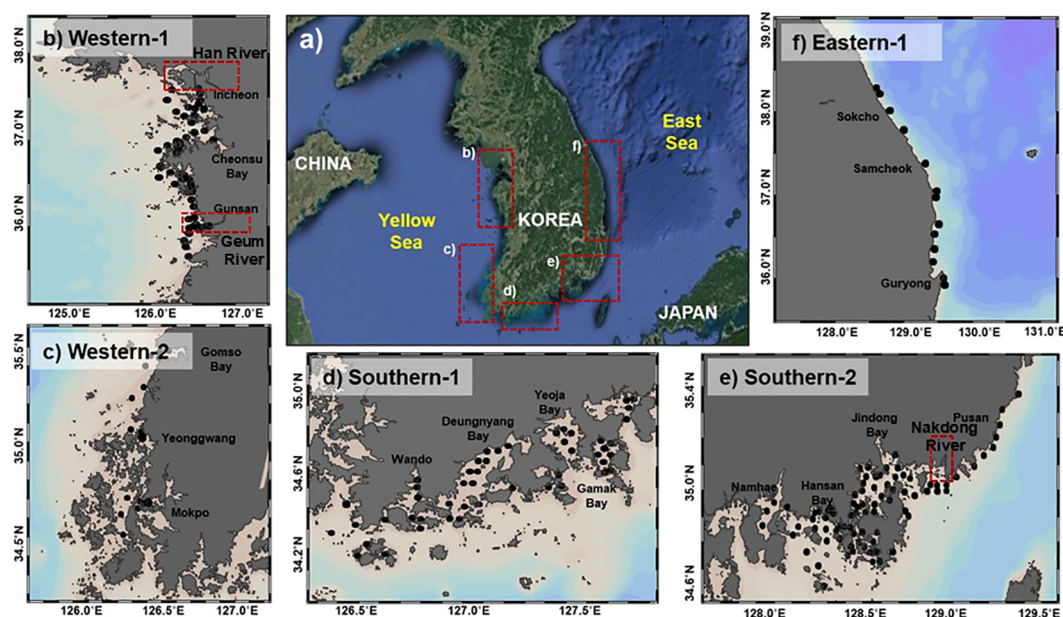 b) Western-1
Han River
Incheon
Cheonsu
Bay
Gunsan
Geum
River
38.0°N
37.0°N
36.0°N
125.0°E
126.0°E
127.0°E
a)
CHINA
Yellow
Sea
KOREA
East
Sea
JAPAN
b)
c)
d)
e)
f)
f) Eastern-1
Sokcho
Samcheok
Guryong
39.0°N
38.0°N
37.0°N
36.0°N
128.0°E
129.0°E
130.0°E
131.0°E
c) Western-2
Gomso
Bay
Yeonggwang
Mokpo
35.5°N
35.0°N
34.5°N
126.0°E
126.5°E
127.0°E
d) Southern-1
Yeoja
Bay
Deungnyang
Bay
Wando
Gamak
Bay
35.0°N
34.6°N
34.2°N
126.5°E
127.0°E
127.5°E
e) Southern-2
Jindong
Bay
Pusan
Nakdong
River
Namhae
Hansan
Bay
35.4°N
35.0°N
34.6°N
128.0°E
128.5°E
129.0°E
129.5°E